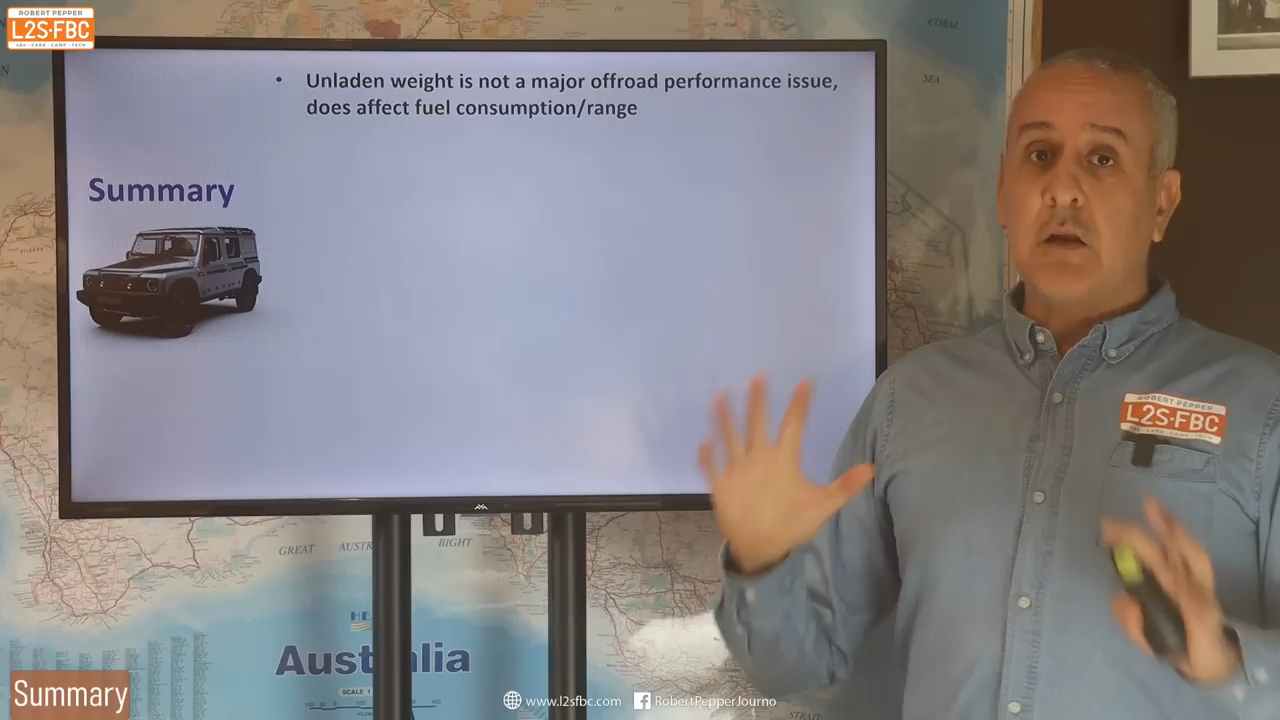 ROBERT PEPPER
L2S·FBC
4X4 - CARS - CAMP - TECH
CORAL
SEA
• Unladen weight is not a major offroad performance issue,
does affect fuel consumption/range
Summary
ROBERT PEPPER
L2S·FBC
GREAT
BIGHT
Australia
SCALE 1
Summary
www.l2sfbc.com
RobertPepperJourno
STRAIT